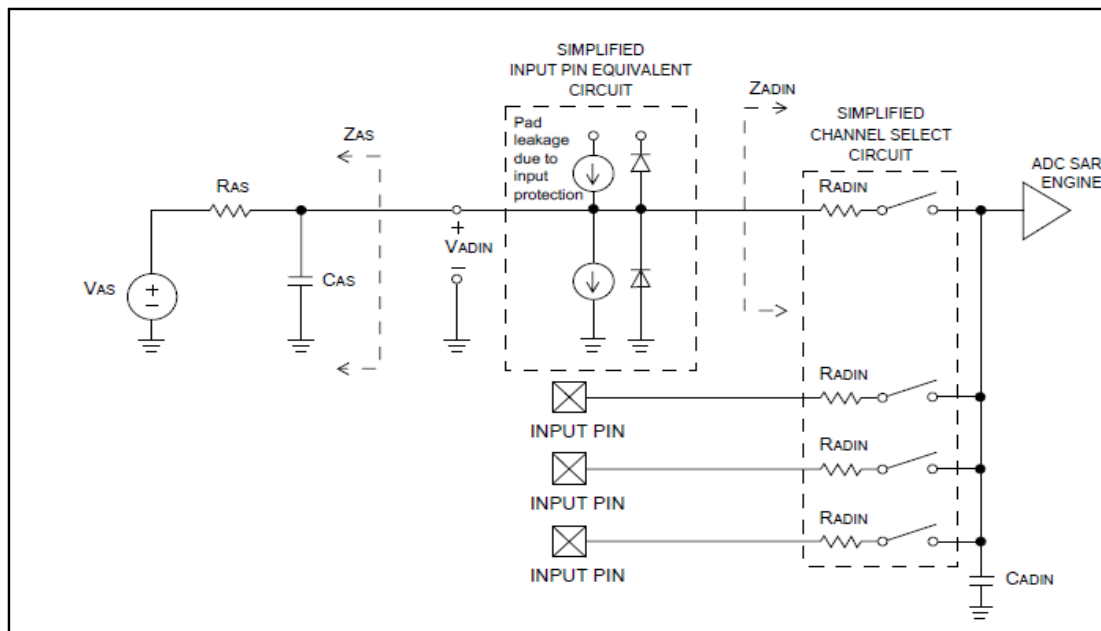 SIMPLIFIED
INPUT PIN EQUIVALENT
CIRCUIT
ZADIN
SIMPLIFIED
CHANNEL SELECT
CIRCUIT
Pad
leakage
due to
input
protection
ZAS
RAS
RADIN
ADC SAR
ENGINE
+
VADIN
–
VAS
+
–
CAS
RADIN
INPUT PIN
RADIN
INPUT PIN
RADIN
INPUT PIN
CADIN